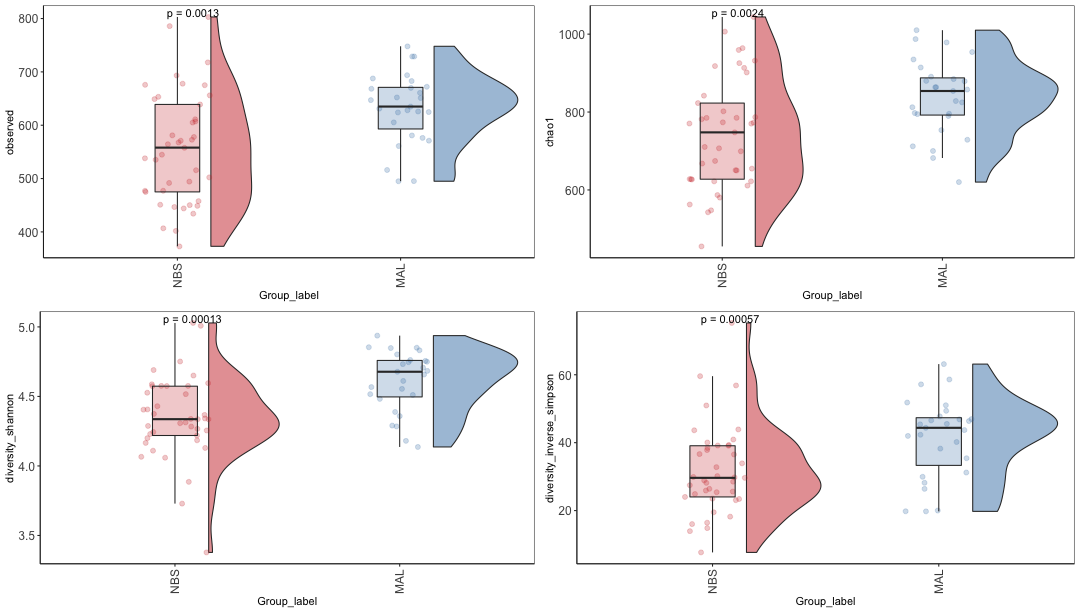 p = 0.0013
800
700
600
500
400
observed
NBS
MAL
Group_label
p = 0.0024
1000
800
600
chao1
NBS
MAL
Group_label
p = 0.00013
5.0
4.5
4.0
3.5
diversity_shannon
NBS
MAL
Group_label
p = 0.00057
60
40
20
diversity_inverse_simpson
NBS
MAL
Group_label